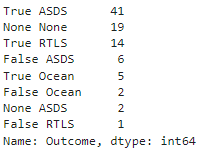 True ASDS 41
None None 19
True RTLS 14
False ASDS 6
True Ocean 5
False Ocean 2
None ASDS 2
False RTLS 1
Name: Outcome, dtype: int64